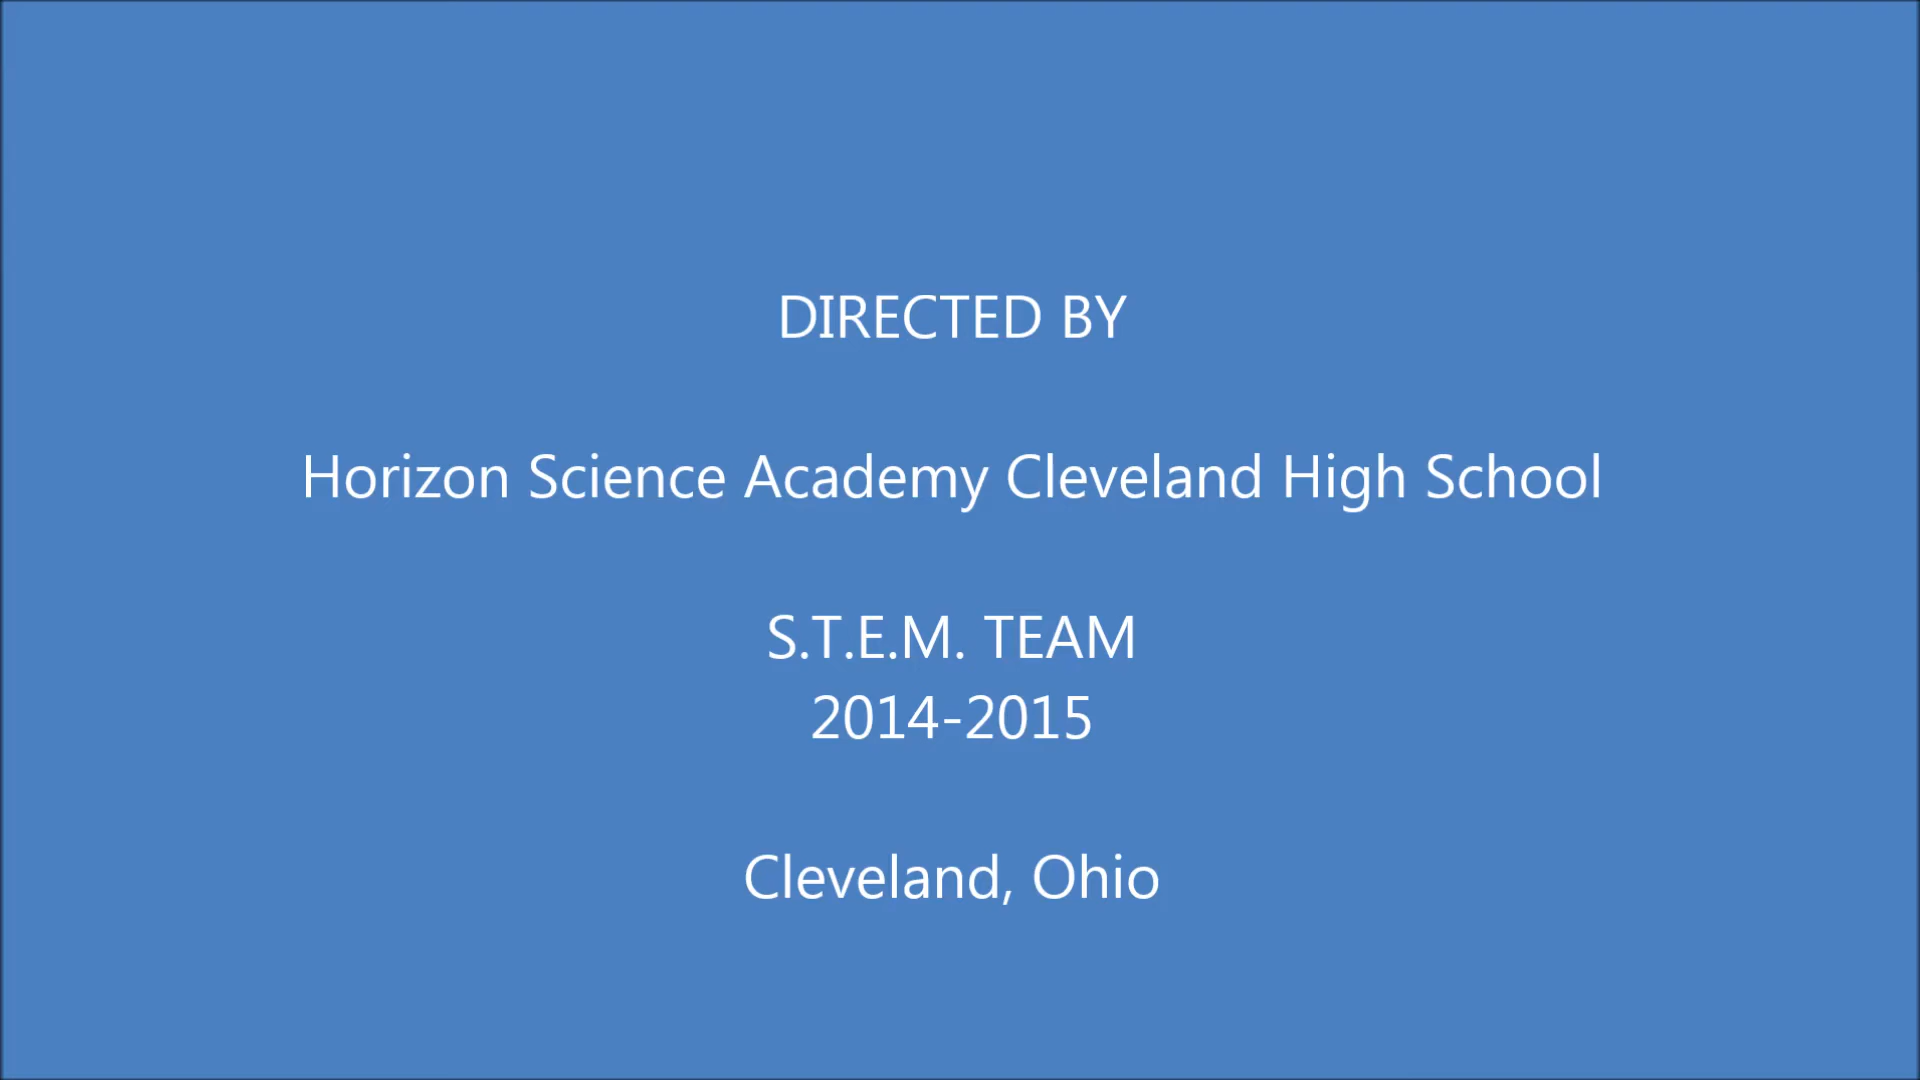 DIRECTED BY
Horizon Science Academy Cleveland High School
S.T.E.M. TEAM
2014-2015
Cleveland, Ohio